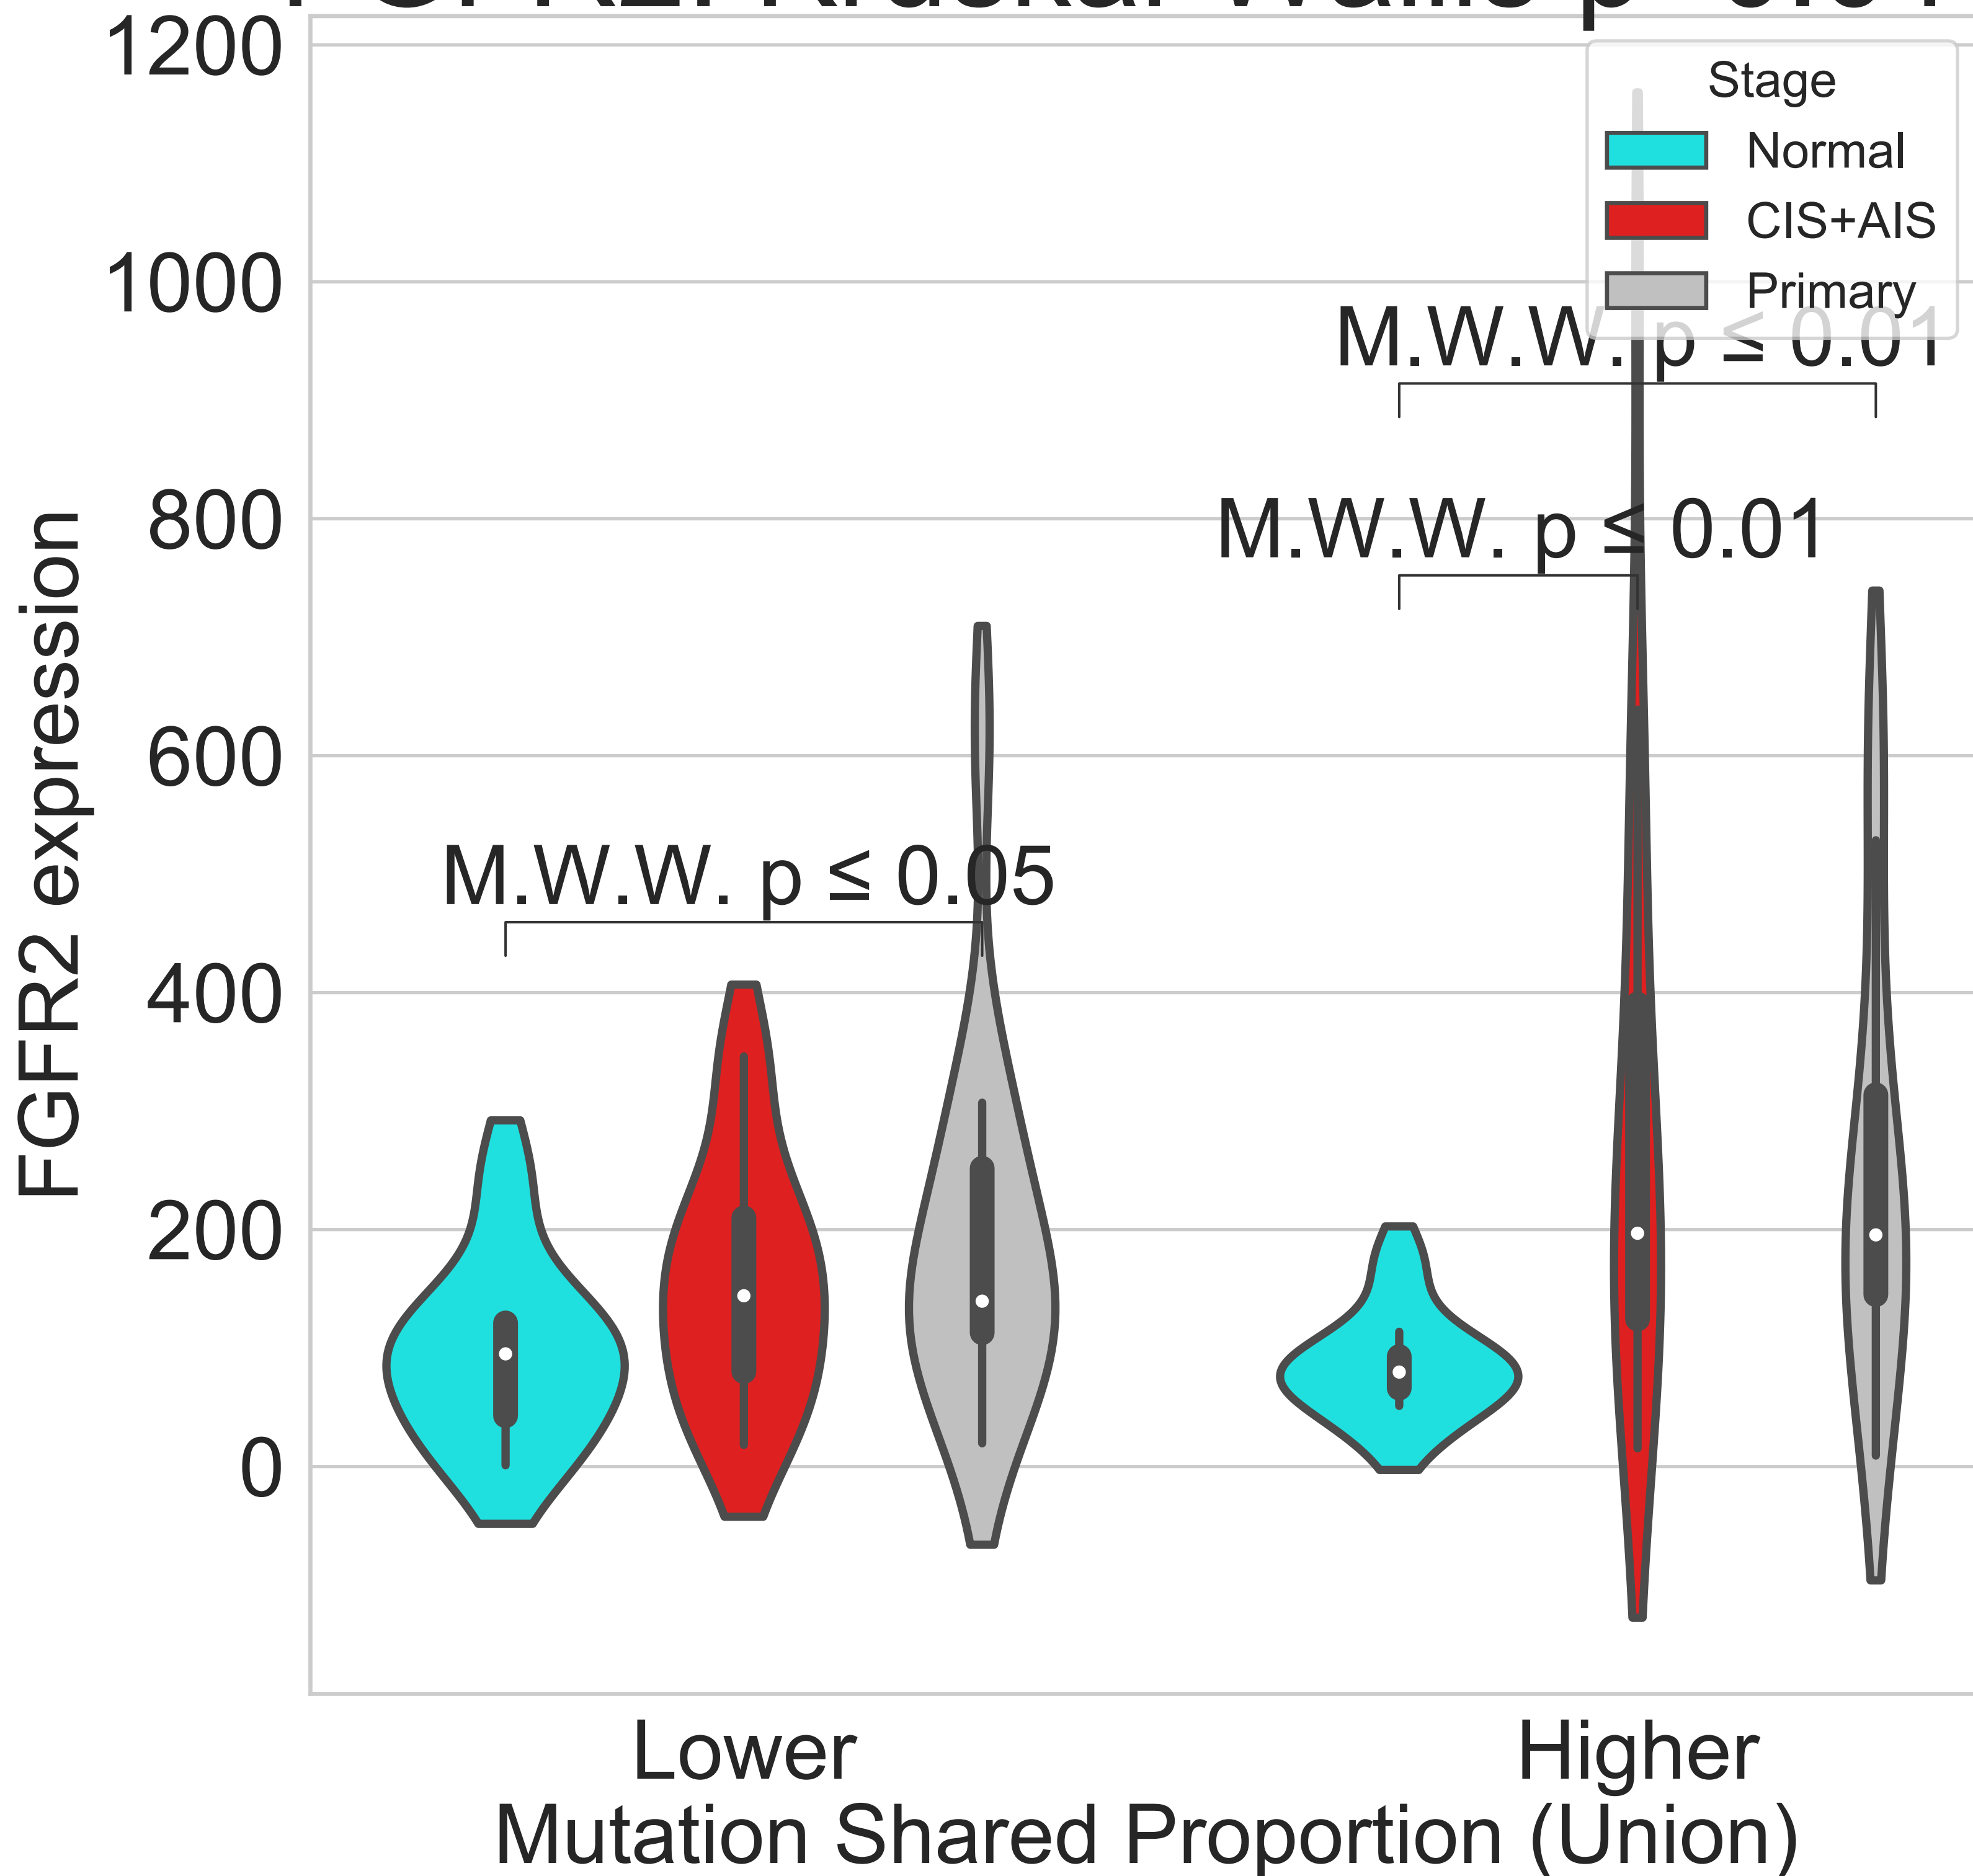 1200
1000
800
600
400
200
0
FGFR2 expression
Stage
Normal
CIS+AIS
Primary
M.W.W. p ≤ 0.01
M.W.W. p ≤ 0.01
M.W.W. p ≤ 0.05
Lower
Higher
Mutation Shared Proportion (Union)